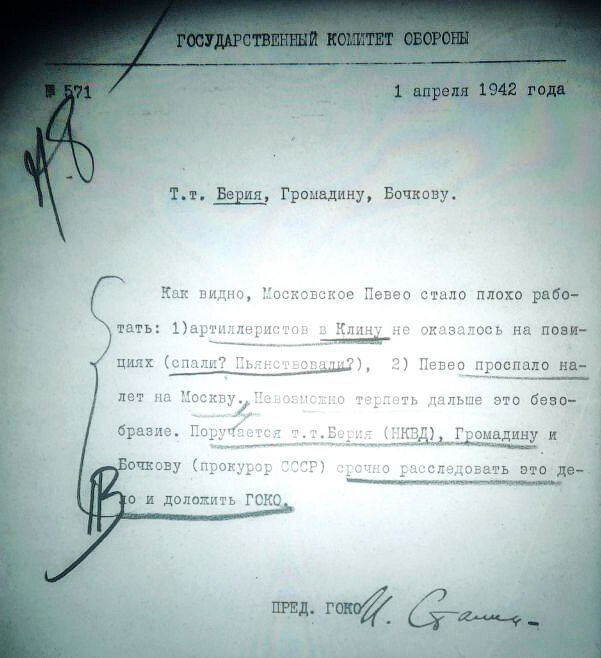 ГОСУДАРСТВЕННЫЙ КОМИТЕТ ОБОРОНЫ
№ 571 1 апреля 1942 года
Т.т. Берия, Громадину, Бочкову.
Как видно, Московское Певео стало плохо рабо-
тать: 1)артиллеристов в Клину не оказалось на пози-
циях (спали? Пьянствовали?), 2) Певео проспало на-
лет на Москву. Невозможно терпеть дальше это безо-
бразие. Поручается т.т.Берия (НКВД), Громадину и
Бочкову (прокурор СССР) срочно расследовать это де-
ло и доложить ГОКО.
ПРЕД. ГОКО И. Сталин